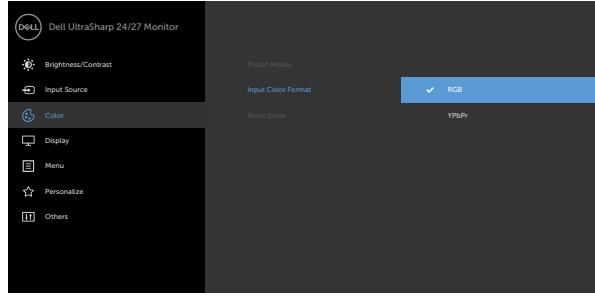 DELL
Dell UltraSharp 24/27 Monitor
Brightness/Contrast
Preset Modes
Input Source
Input Color Format
RGB
Color
Reset Color
YPbPr
Display
Menu
Personalize
Others